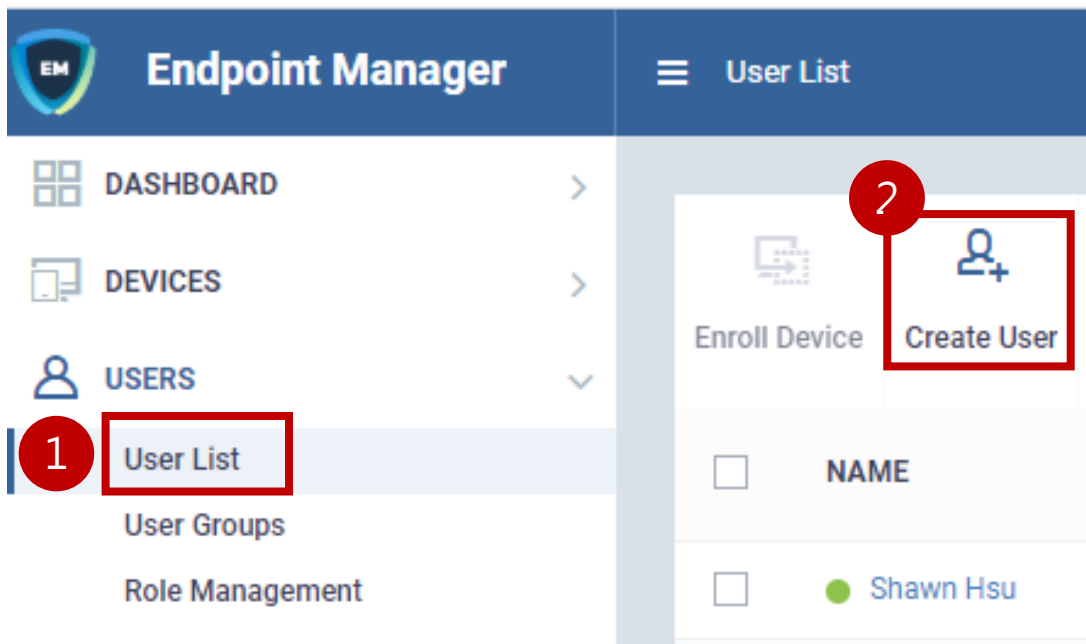 EM
Endpoint Manager
User List
DASHBOARD
DEVICES
USERS
1
User List
User Groups
Role Management
2
Enroll Device
Create User
NAME
Shawn Hsu